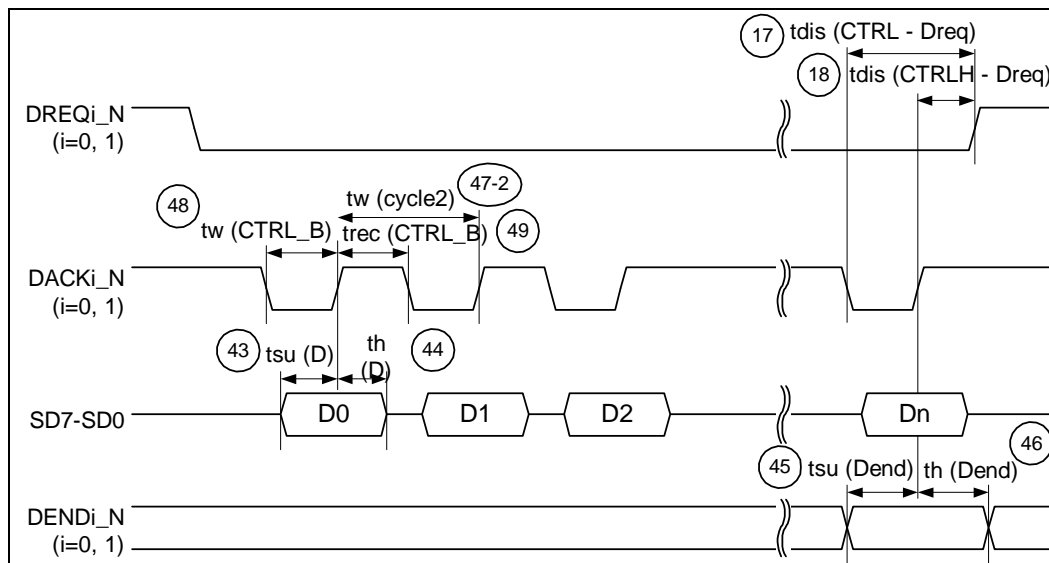 17 tdis (CTRL - Dreq)
18 tdis (CTRLH - Dreq)
DREQi_N
(i=0, 1)
47-2
tw (cycle2)
48
tw (CTRL_B)
trec (CTRL_B)
49
DACKi_N
(i=0, 1)
43
tsu (D)
th
(D)
44
SD7-SD0
D0
D1
D2
Dn
45
tsu (Dend)
th (Dend)
46
DENDi_N
(i=0, 1)